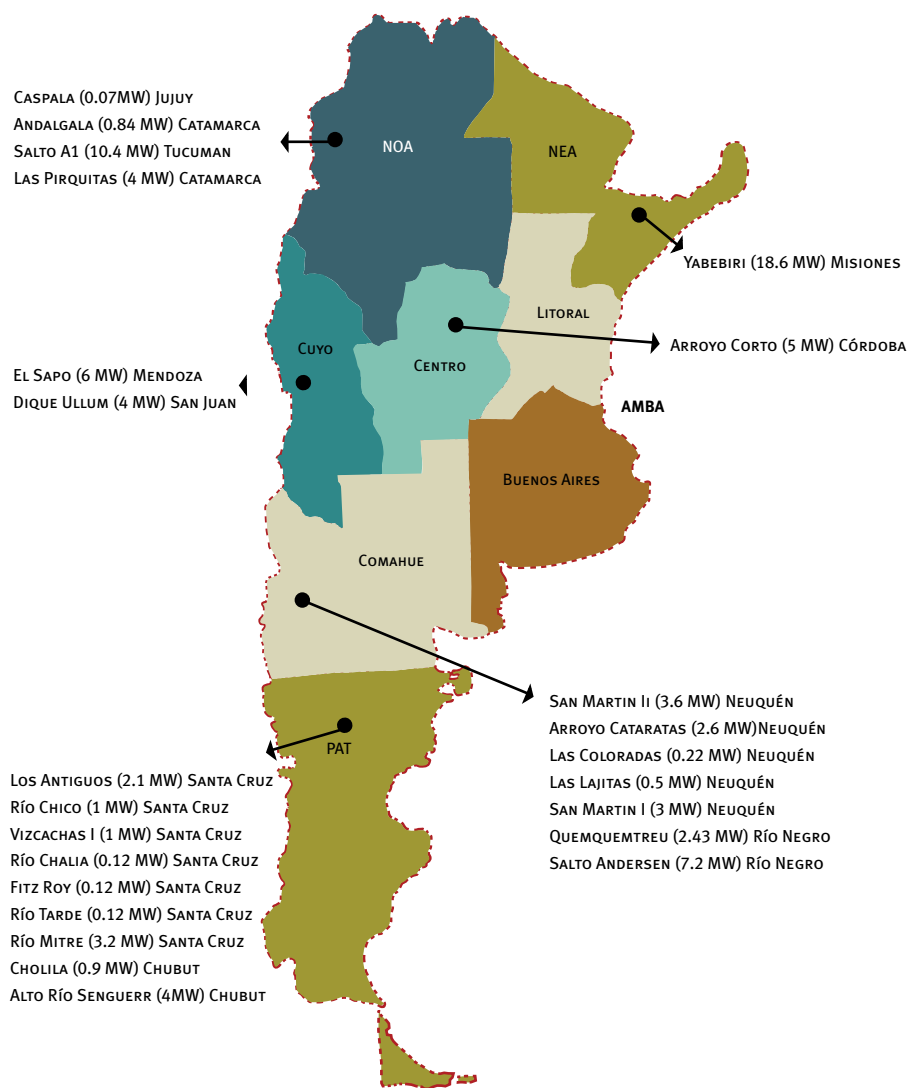 Caspala (0.07MW) Jujuy
Andalgala (0.84 MW) Catamarca
Salto A1 (10.4 MW) Tucuman
Las Pirquitas (4 MW) Catamarca
NOA
NEA
Yabebiri (18.6 MW) Misiones
Litoral
Arroyo Corto (5 MW) Córdoba
Cuyo
Centro
El Sapo (6 MW) Mendoza
Dique Ullum (4 MW) San Juan
AMBA
Buenos Aires
Comahue
San Martin Ii (3.6 MW) Neuquén
Arroyo Cataratas (2.6 MW)Neuquén
Las Coloradas (0.22 MW) Neuquén
Las Lajitas (0.5 MW) Neuquén
San Martin I (3 MW) Neuquén
Quemquemtreu (2.43 MW) Río Negro
Salto Andersen (7.2 MW) Río Negro
PAT
Los Antiguos (2.1 MW) Santa Cruz
Río Chico (1 MW) Santa Cruz
Vizcachas I (1 MW) Santa Cruz
Río Chalia (0.12 MW) Santa Cruz
Fitz Roy (0.12 MW) Santa Cruz
Río Tarde (0.12 MW) Santa Cruz
Río Mitre (3.2 MW) Santa Cruz
Cholila (0.9 MW) Chubut
Alto Río Senguerr (4MW) Chubut